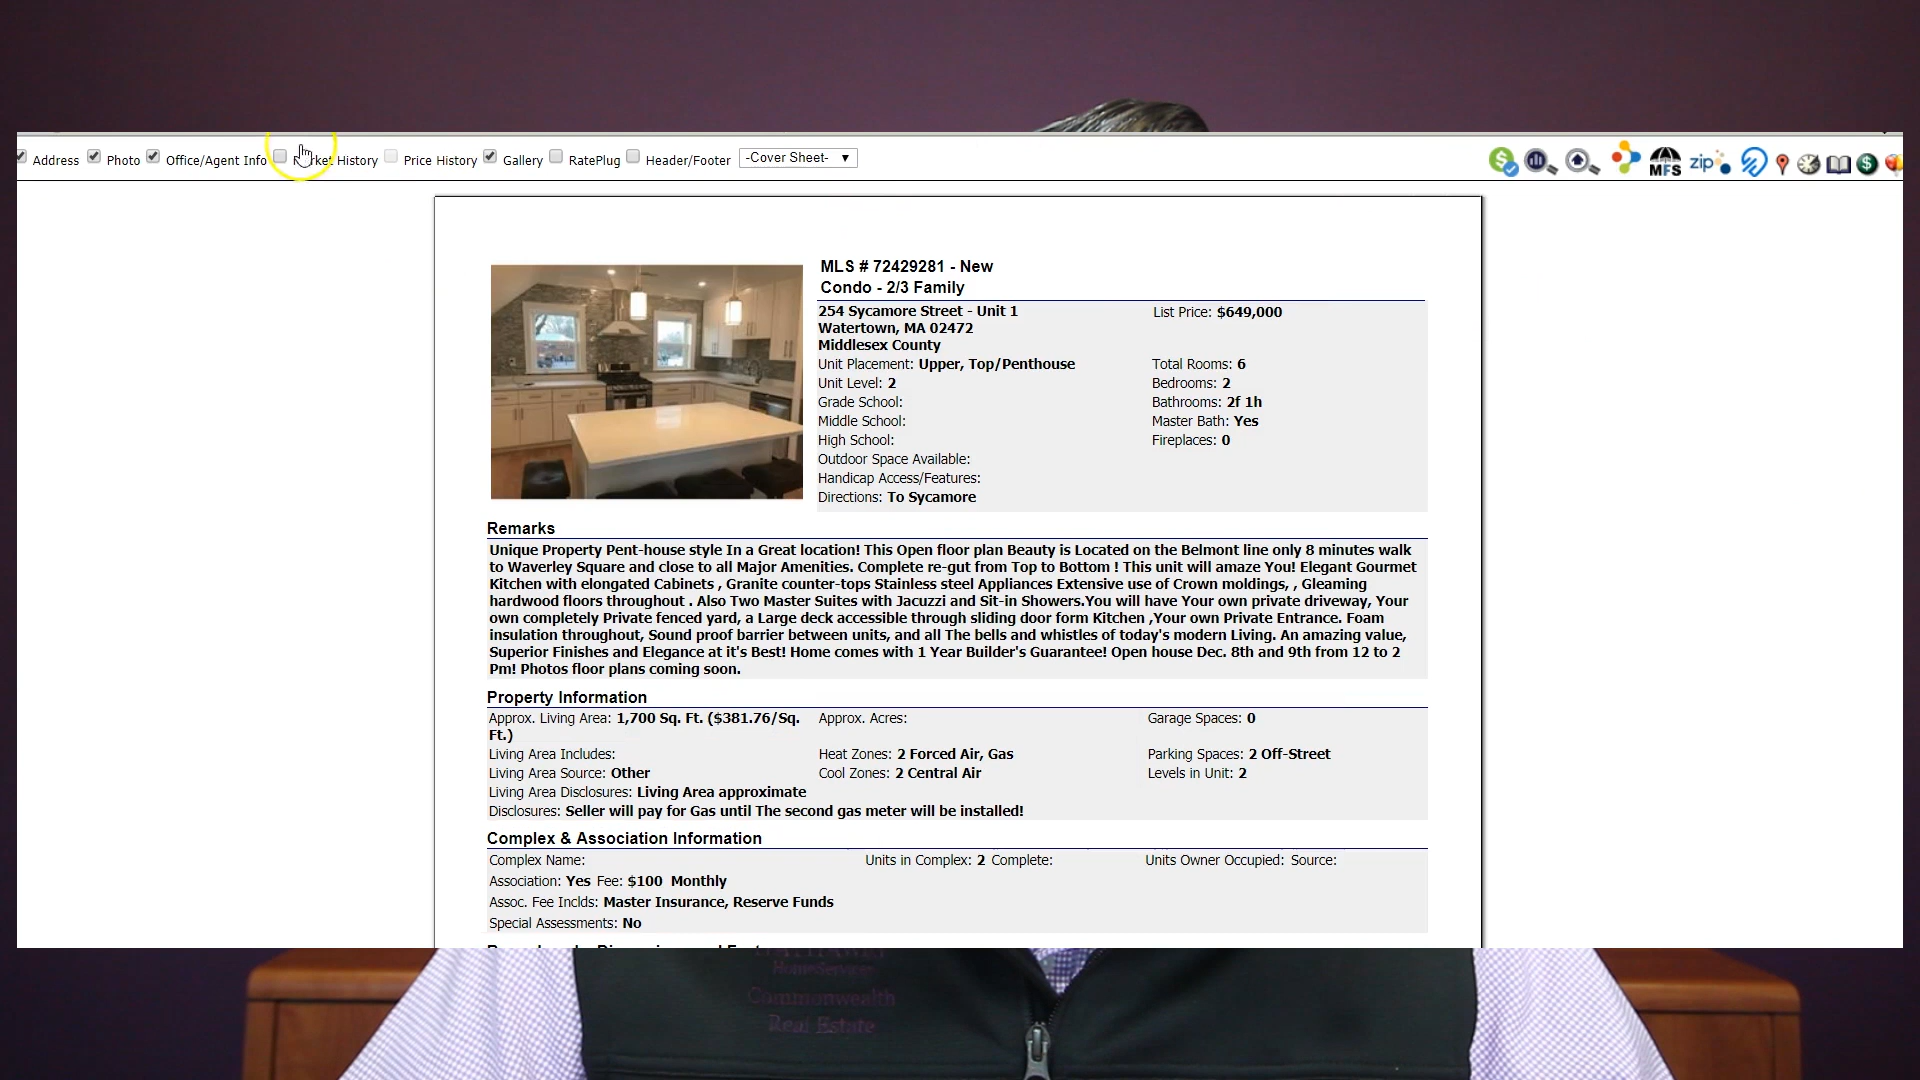 Address Photo Office/Agent Info Market History Price History Gallery RatePlug Header/Footer -Cover Sheet-
MFS zip
MLS # 72429281 - New
Condo - 2/3 Family
254 Sycamore Street - Unit 1
Watertown, MA 02472
Middlesex County
List Price: $649,000
Unit Placement: Upper, Top/Penthouse
Unit Level: 2
Grade School:
Middle School:
High School:
Outdoor Space Available:
Handicap Access/Features:
Directions: To Sycamore
Total Rooms: 6
Bedrooms: 2
Bathrooms: 2f 1h
Master Bath: Yes
Fireplaces: 0
Remarks
Unique Property Pent-house style In a Great location! This Open floor plan Beauty is Located on the Belmont line only 8 minutes walk
to Waverley Square and close to all Major Amenities. Complete re-gut from Top to Bottom ! This unit will amaze You! Elegant Gourmet
Kitchen with elongated Cabinets , Granite counter-tops Stainless steel Appliances Extensive use of Crown moldings, , Gleaming
hardwood floors throughout . Also Two Master Suites with Jacuzzi and Sit-in Showers.You will have Your own private driveway, Your
own completely Private fenced yard, a Large deck accessible through sliding door form Kitchen ,Your own Private Entrance. Foam
insulation throughout, Sound proof barrier between units, and all The bells and whistles of today's modern Living. An amazing value,
Superior Finishes and Elegance at it's Best! Home comes with 1 Year Builder's Guarantee! Open house Dec. 8th and 9th from 12 to 2
Pm! Photos floor plans coming soon.
Property Information
Approx. Living Area: 1,700 Sq. Ft. ($381.76/Sq.
Ft.)
Approx. Acres:
Garage Spaces: 0
Living Area Includes:
Heat Zones: 2 Forced Air, Gas
Parking Spaces: 2 Off-Street
Living Area Source: Other
Cool Zones: 2 Central Air
Levels in Unit: 2
Living Area Disclosures: Living Area approximate
Disclosures: Seller will pay for Gas until The second gas meter will be installed!
Complex & Association Information
Complex Name:
Units in Complex: 2 Complete:
Units Owner Occupied: Source:
Association: Yes Fee: $100 Monthly
Assoc. Fee Inclds: Master Insurance, Reserve Funds
Special Assessments: No
HomeServices
Commonwealth
Real Estate